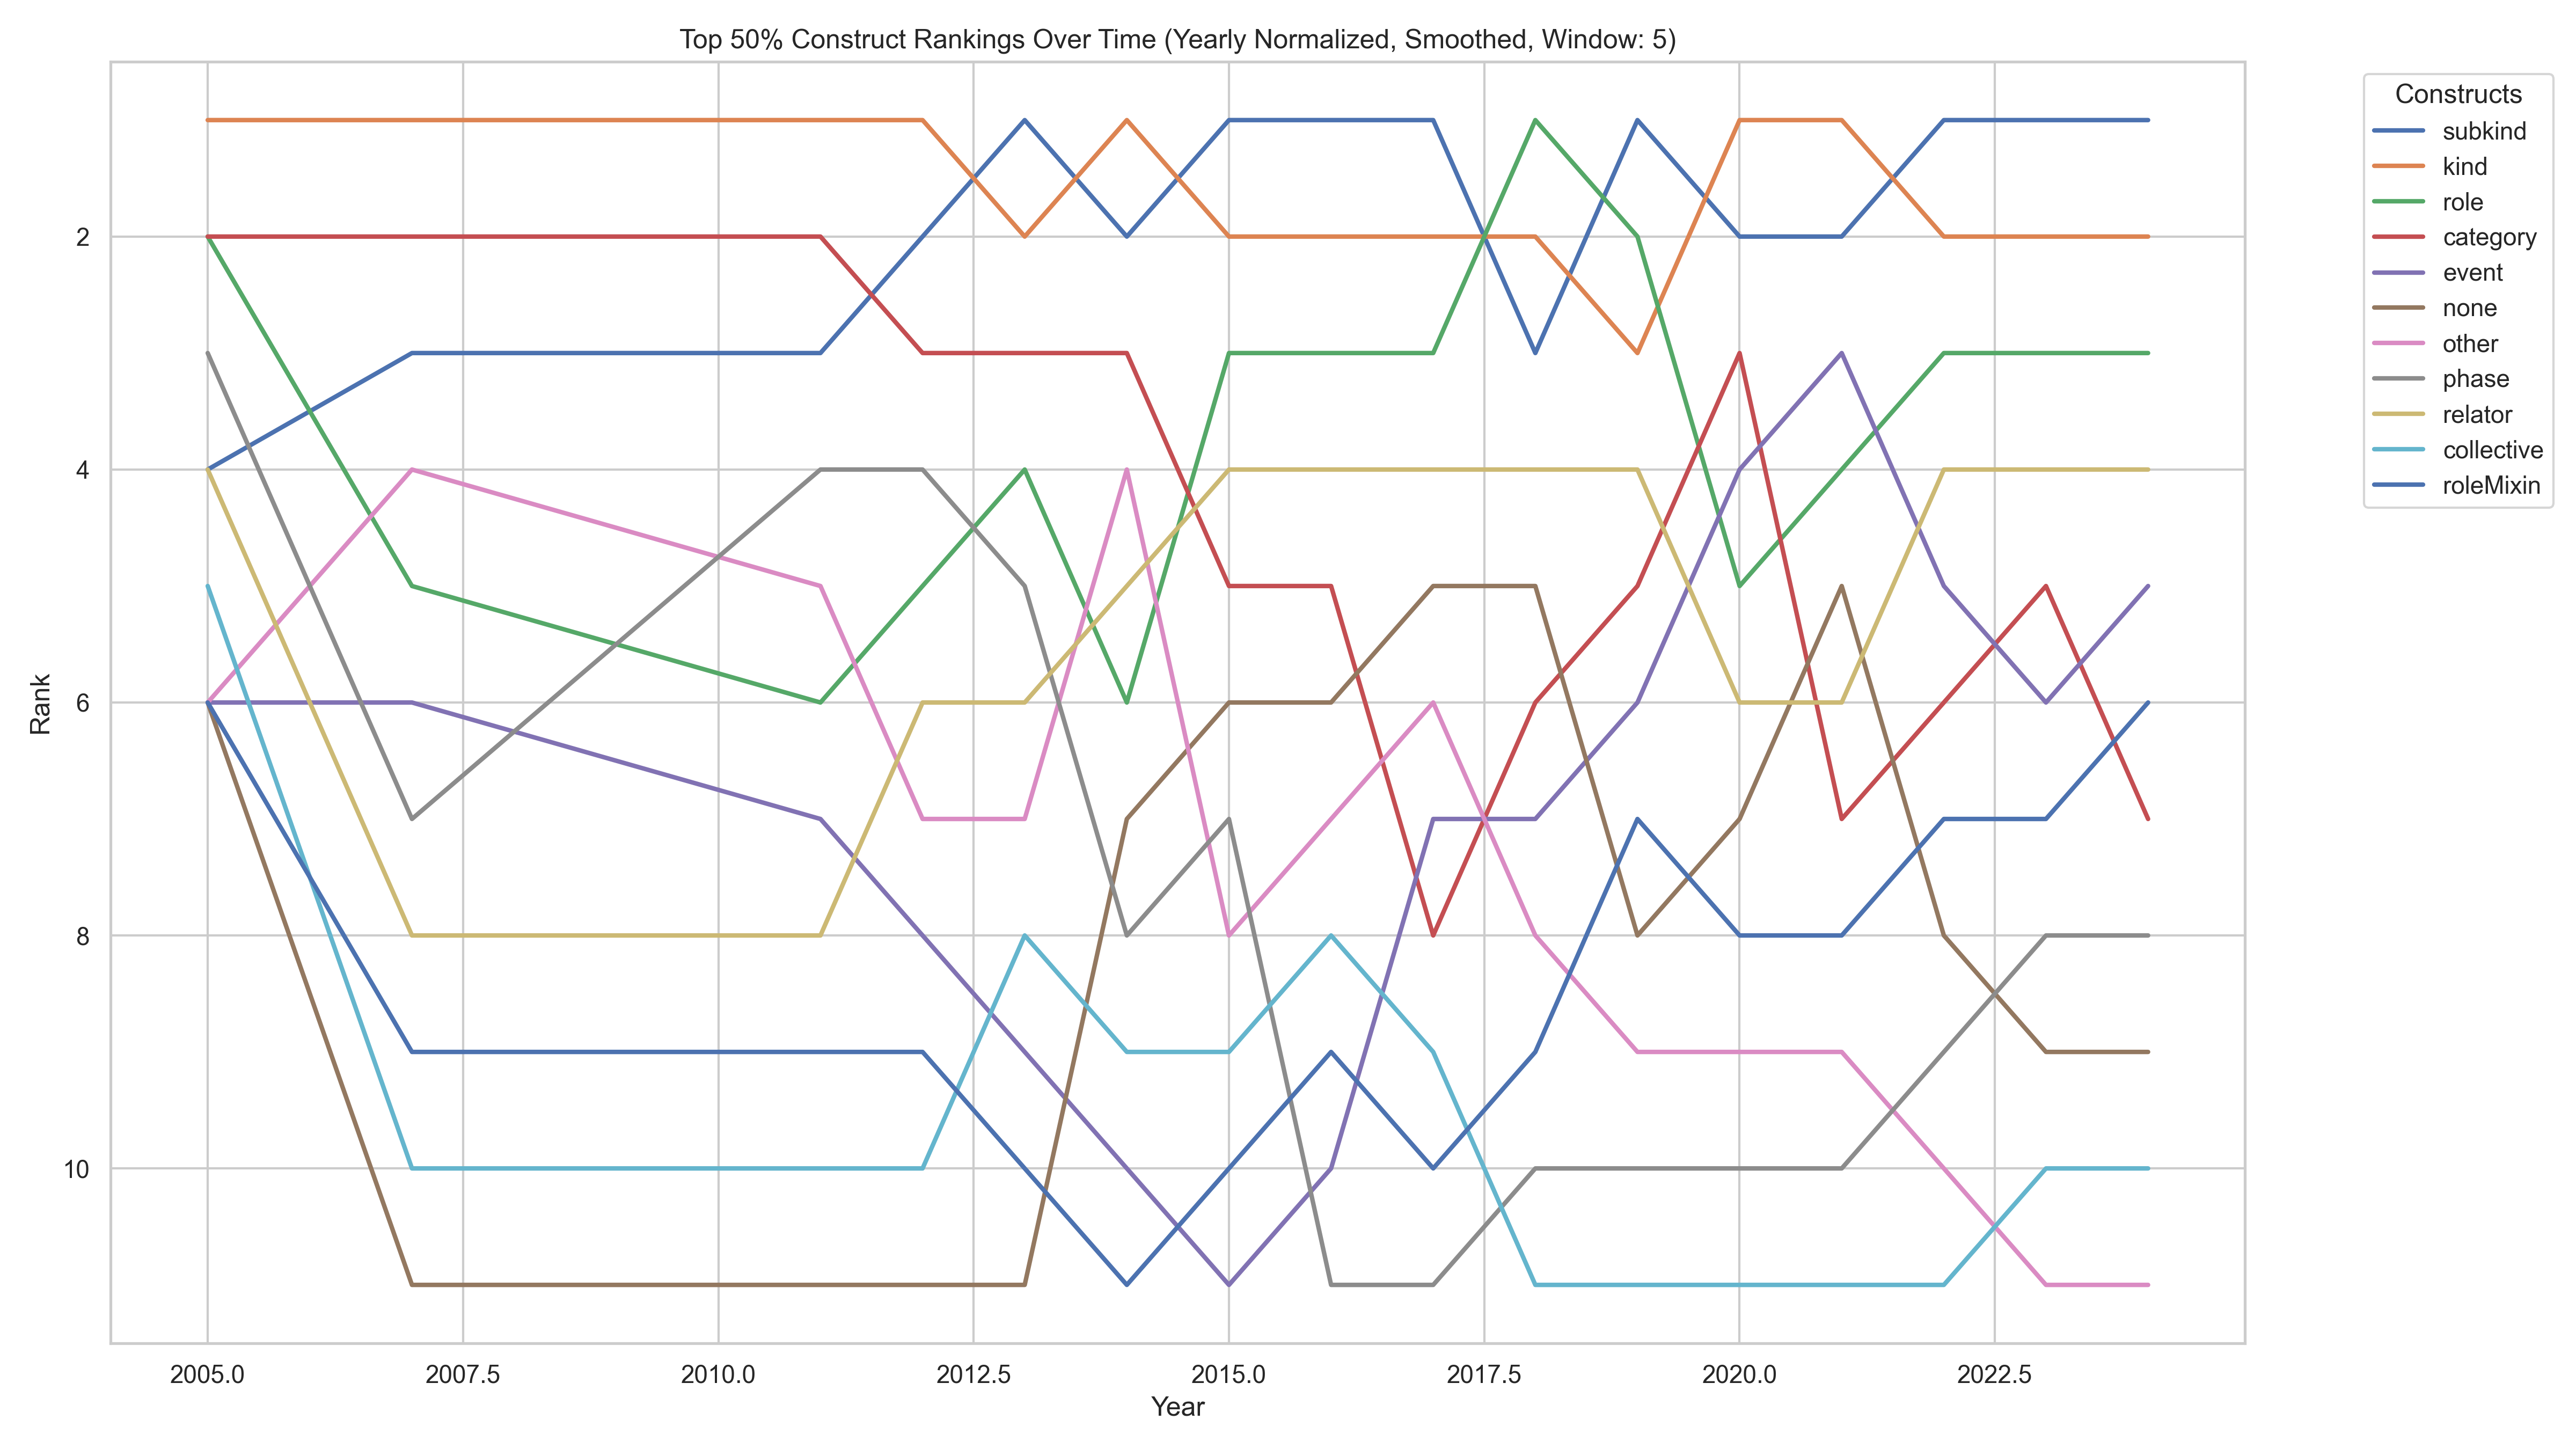 Top 50% Construct Rankings Over Time (Yearly Normalized, Smoothed, Window: 5)
Constructs
subkind
kind
role
category
event
none
other
phase
relator
collective
roleMixin
Rank
2
4
6
8
10
2005.0 2007.5 2010.0 2012.5 2015.0 2017.5 2020.0 2022.5
Year